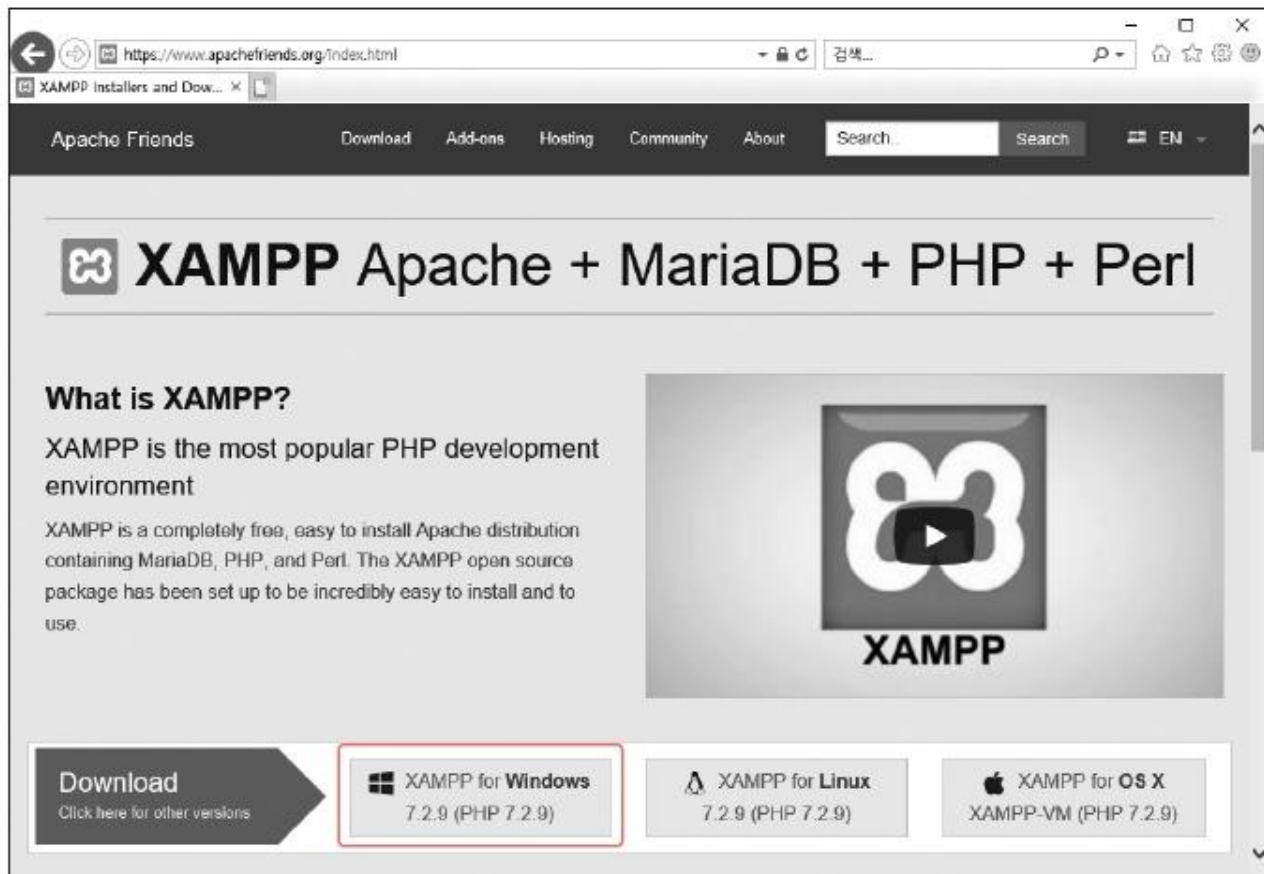 https://www.apachefriends.org/index.html
검색...
XAMPP Installers and Dow...
Apache Friends
Download
Add-ons
Hosting
Community
About
Search...
Search
EN
XAMPP Apache + MariaDB + PHP + Perl
What is XAMPP?
XAMPP is the most popular PHP development
environment
XAMPP is a completely free, easy to install Apache distribution
containing MariaDB, PHP, and Perl. The XAMPP open source
package has been set up to be incredibly easy to install and to
use.
XAMPP
Download
Click here for other versions
XAMPP for Windows
7.2.9 (PHP 7.2.9)
XAMPP for Linux
7.2.9 (PHP 7.2.9)
XAMPP for OS X
XAMPP-VM (PHP 7.2.9)